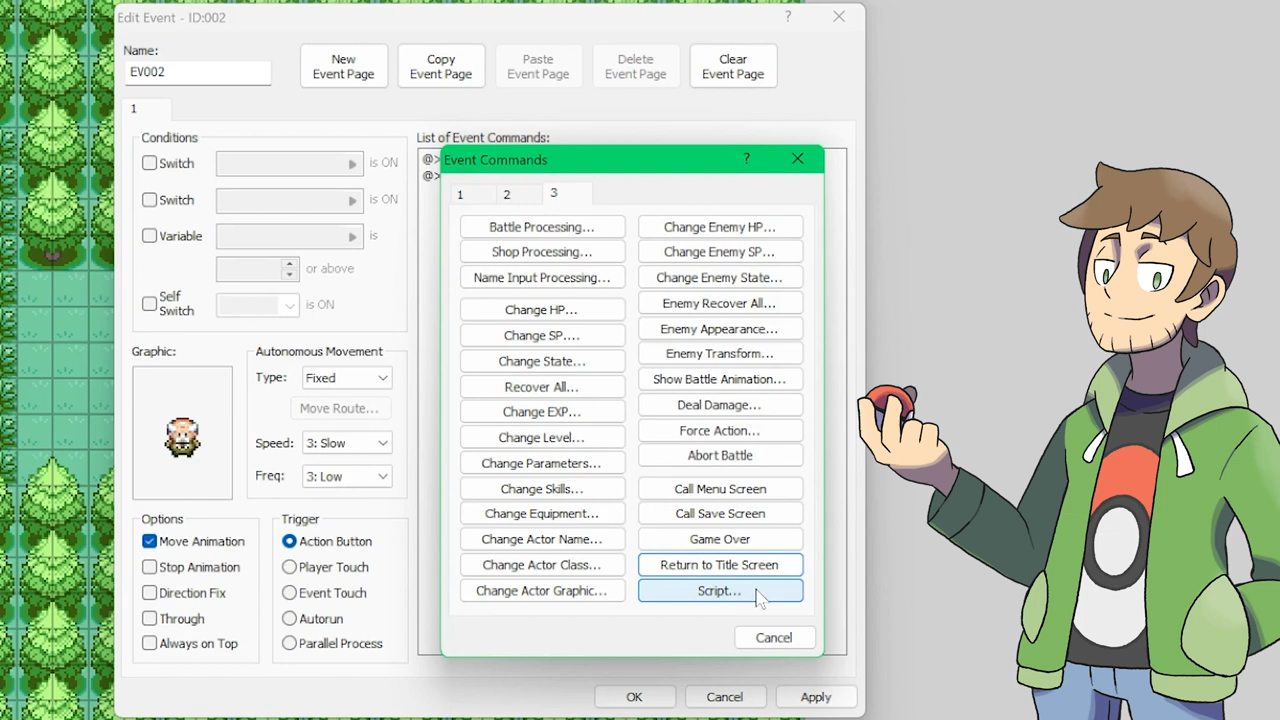 Edit Event - ID:002
?
Name:
EV002
New
Event Page
Copy
Event Page
Paste
Event Page
Delete
Event Page
Clear
Event Page
1
Conditions
Switch
is ON
Switch
is ON
Variable
is
or above
Self
Switch
is ON
Graphic:
Autonomous Movement
Type:
Fixed
Move Route...
Speed:
3: Slow
Freq:
3: Low
Options
Move Animation
Stop Animation
Direction Fix
Through
Always on Top
Trigger
Action Button
Player Touch
Event Touch
Autorun
Parallel Process
List of Event Commands:
@>
@>
Event Commands
?
1
2
3
Battle Processing...
Shop Processing...
Name Input Processing...
Change HP...
Change SP....
Change State...
Recover All...
Change EXP...
Change Level...
Change Parameters...
Change Skills...
Change Equipment...
Change Actor Name...
Change Actor Class...
Change Actor Graphic...
Change Enemy HP...
Change Enemy SP...
Change Enemy State...
Enemy Recover All...
Enemy Appearance...
Enemy Transform...
Show Battle Animation...
Deal Damage...
Force Action...
Abort Battle
Call Menu Screen
Call Save Screen
Game Over
Return to Title Screen
Script...
Cancel
OK
Cancel
Apply